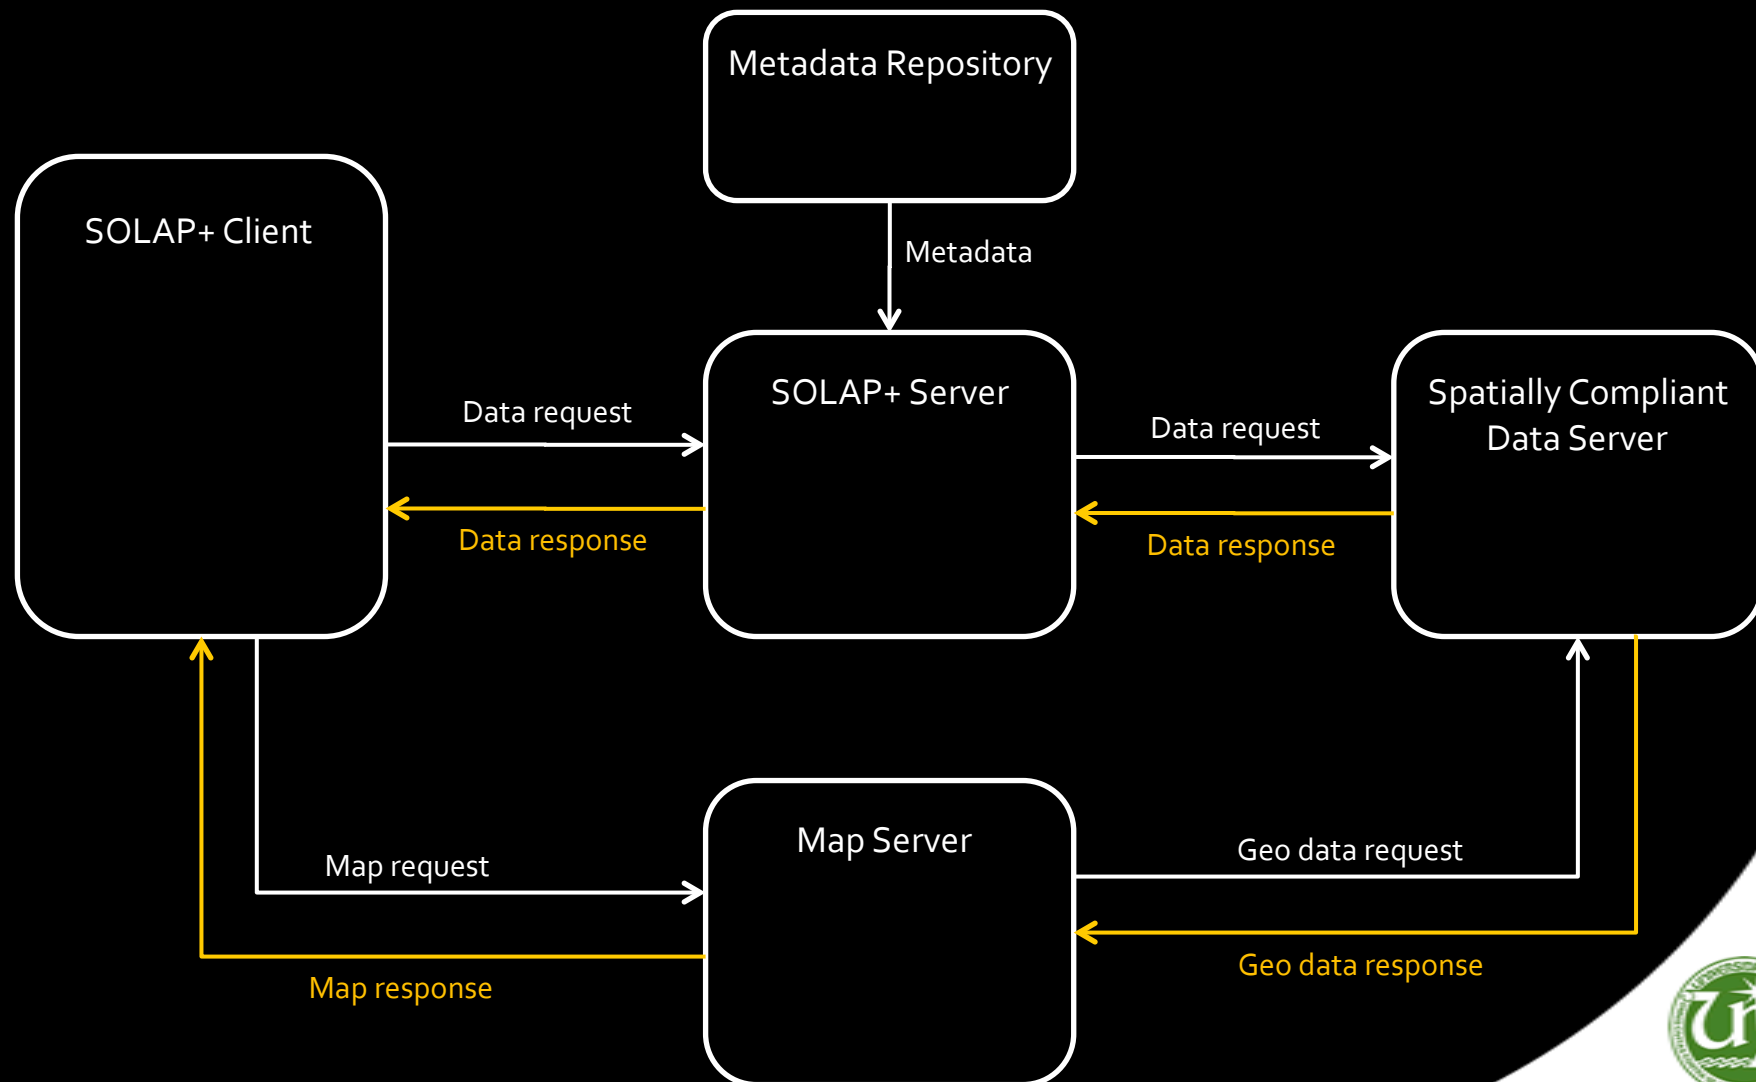 Metadata Repository
SOLAP+ Client
Metadata
SOLAP+ Server
Spatially Compliant
Data Server
Data request
Data request
Data response
Data response
Map Server
Map request
Geo data request
Map response
Geo data response